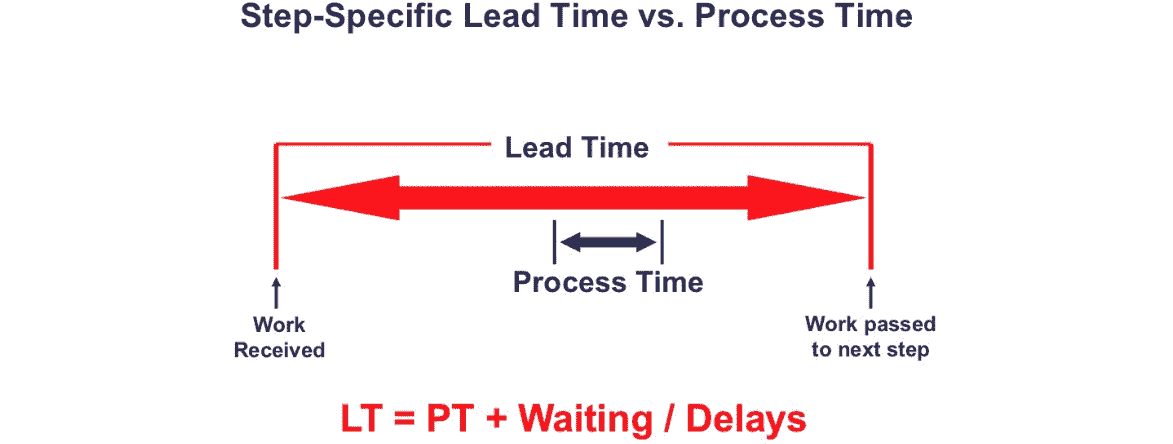 Step-Specific Lead Time vs. Process Time
Lead Time
Process Time
Work
Received
Work passed
to next step
LT = PT + Waiting / Delays